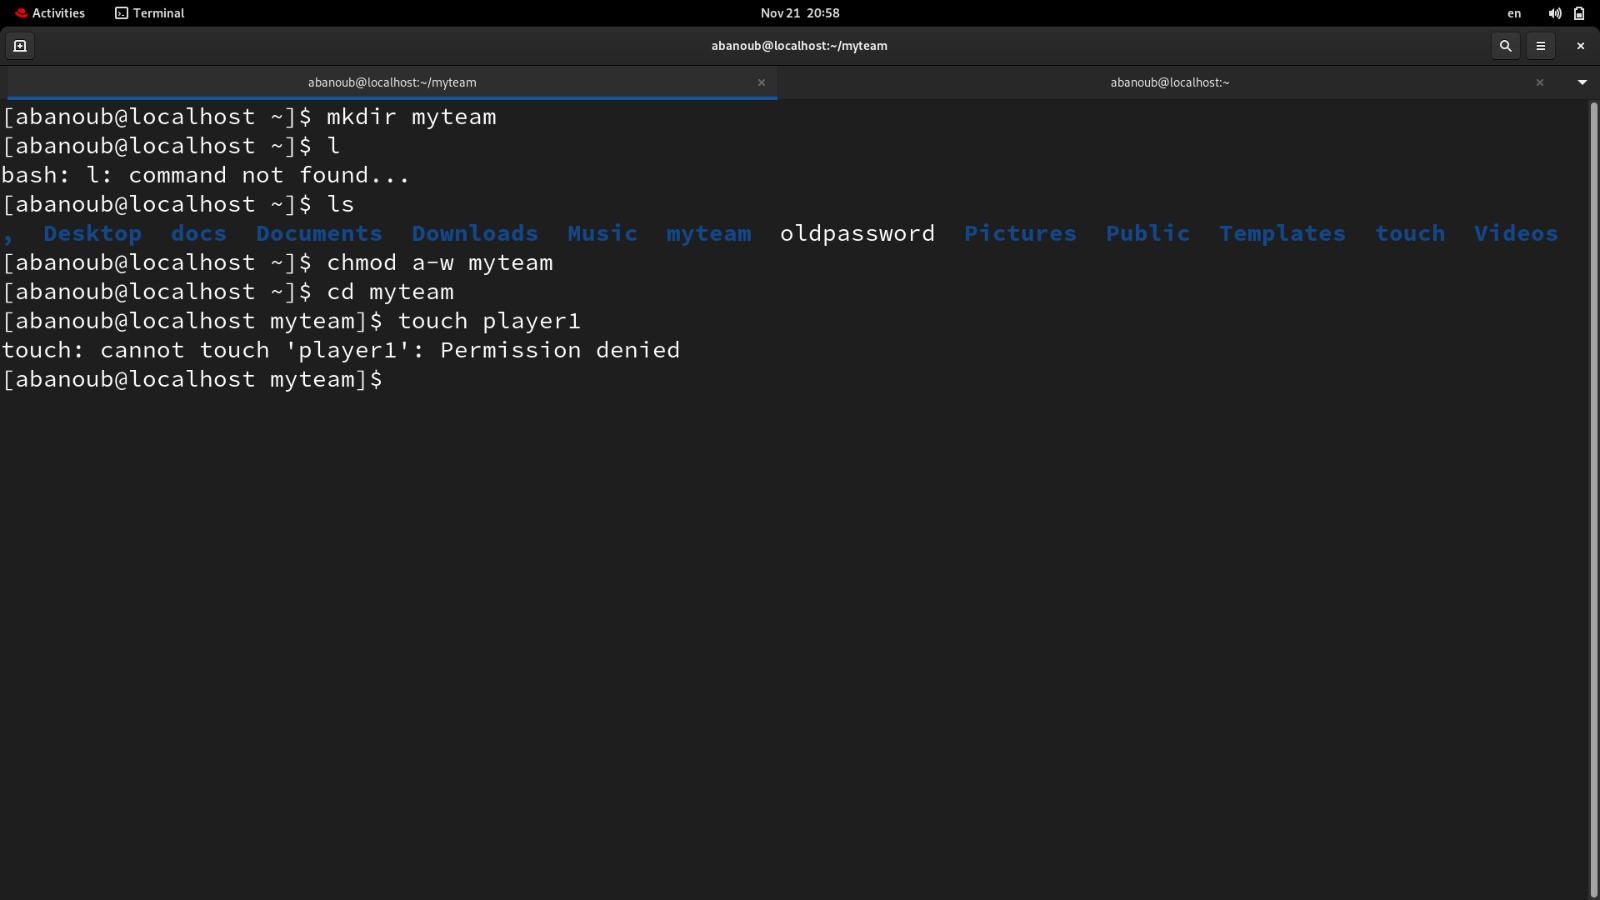 Activities Terminal Nov 21 20:58 en
abanoub@localhost:~/myteam
abanoub@localhost:~/myteam × abanoub@localhost:~ ×
[abanoub@localhost ~]$ mkdir myteam
[abanoub@localhost ~]$ l
bash: l: command not found...
[abanoub@localhost ~]$ ls
, Desktop docs Documents Downloads Music myteam oldpassword Pictures Public Templates touch Videos
[abanoub@localhost ~]$ chmod a-w myteam
[abanoub@localhost ~]$ cd myteam
[abanoub@localhost myteam]$ touch player1
touch: cannot touch 'player1': Permission denied
[abanoub@localhost myteam]$